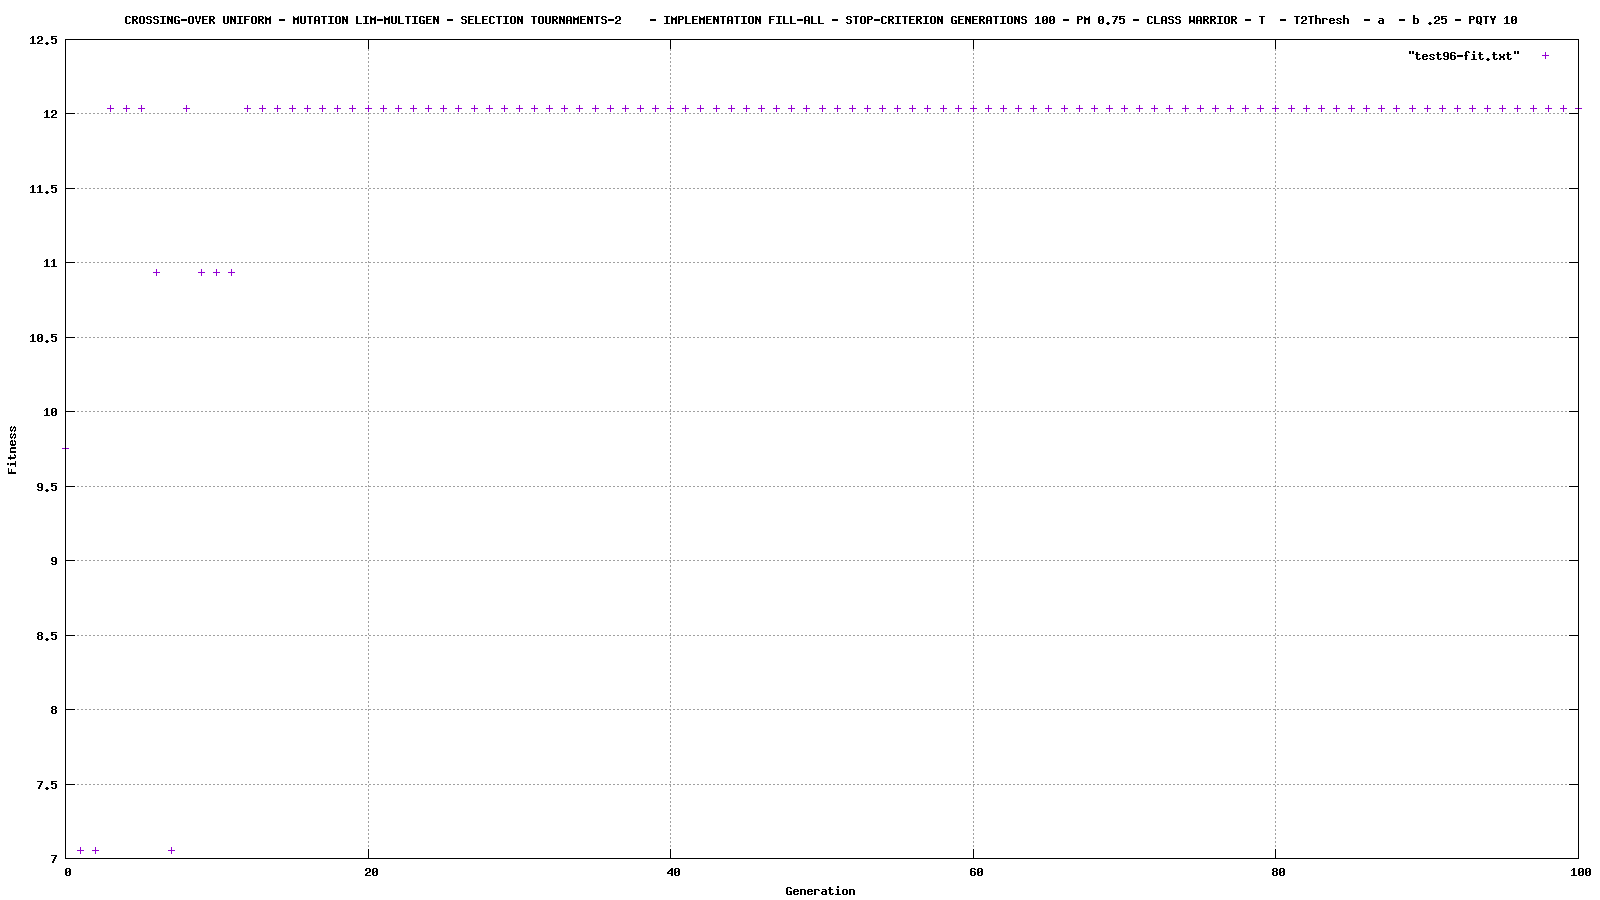 CROSSING-OVER UNIFORM - MUTATION LIM-MULTIGEN - SELECTION TOURNAMENTS-2    - IMPLEMENTATION FILL-ALL - STOP-CRITERION GENERATIONS 100 - PM 0.75 - CLASS WARRIOR - T  - T2Thresh  - a  - b .25 - PQTY 10
"test96-fit.txt"
12.5
12
11.5
11
10.5
10
9.5
9
8.5
8
7.5
7
Fitness
0 20 40 60 80 100
Generation